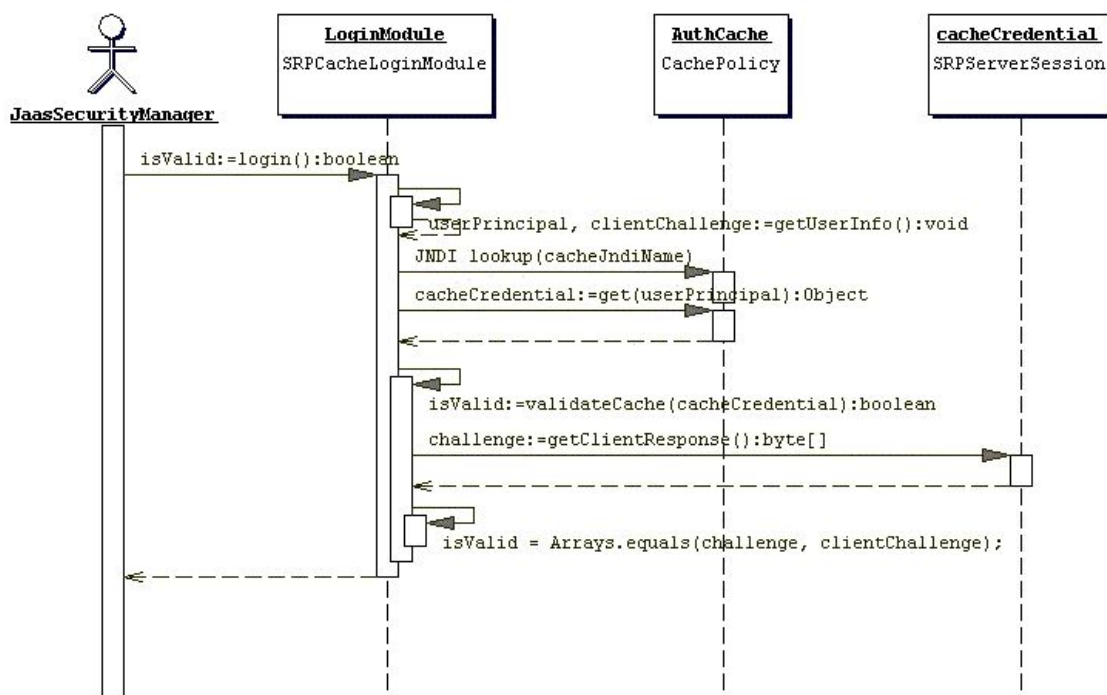 LoginModule
SRPCacheLoginModule
AuthCache
CachePolicy
cacheCredential
SRPServerSession
JaasSecurityManager
isValid:=login():boolean
userPrincipal, clientChallenge:=getUserInfo():void
JNDI lookup(cacheJndiName)
cacheCredential:=get(userPrincipal):Object
isValid:=validateCache(cacheCredential):boolean
challenge:=getClientResponse():byte[]
isValid = Arrays.equals(challenge, clientChallenge);